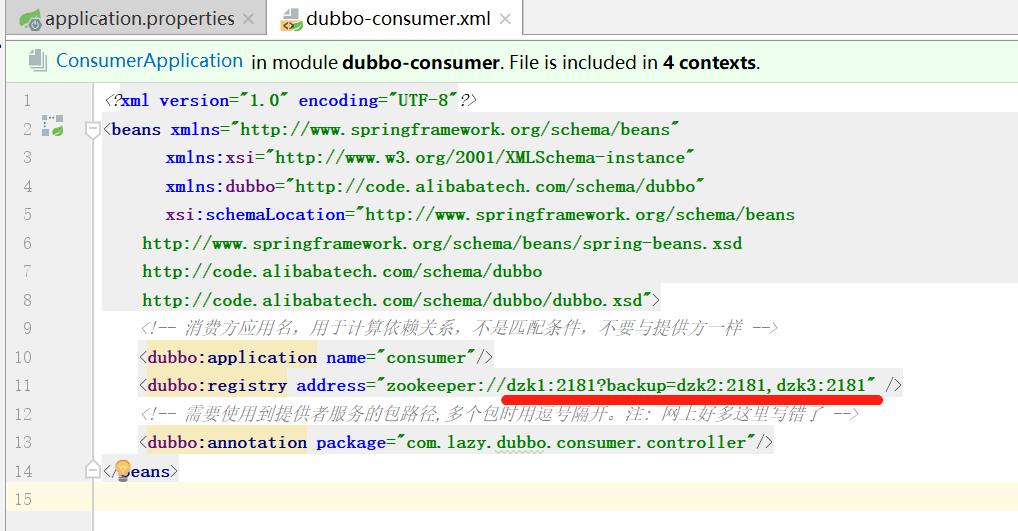 application.properties
dubbo-consumer.xml
ConsumerApplication in module dubbo-consumer. File is included in 4 contexts.
1 <?xml version="1.0" encoding="UTF-8"?>
2 <beans xmlns="http://www.springframework.org/schema/beans"
3 xmlns:xsi="http://www.w3.org/2001/XMLSchema-instance"
4 xmlns:dubbo="http://code.alibabatech.com/schema/dubbo"
5 xsi:schemaLocation="http://www.springframework.org/schema/beans
6 http://www.springframework.org/schema/beans/spring-beans.xsd
7 http://code.alibabatech.com/schema/dubbo
8 http://code.alibabatech.com/schema/dubbo/dubbo.xsd">
9 <!-- 消费方应用名，用于计算依赖关系，不是匹配条件，不要与提供方一样 -->
10 <dubbo:application name="consumer"/>
11 <dubbo:registry address="zookeeper://dzk1:2181?backup=dzk2:2181,dzk3:2181" />
12 <!-- 需要使用到提供者服务的包路径,多个包时用逗号隔开。注: 网上好多这里写错了 -->
13 <dubbo:annotation package="com.lazy.dubbo.consumer.controller"/>
14 </beans>
15